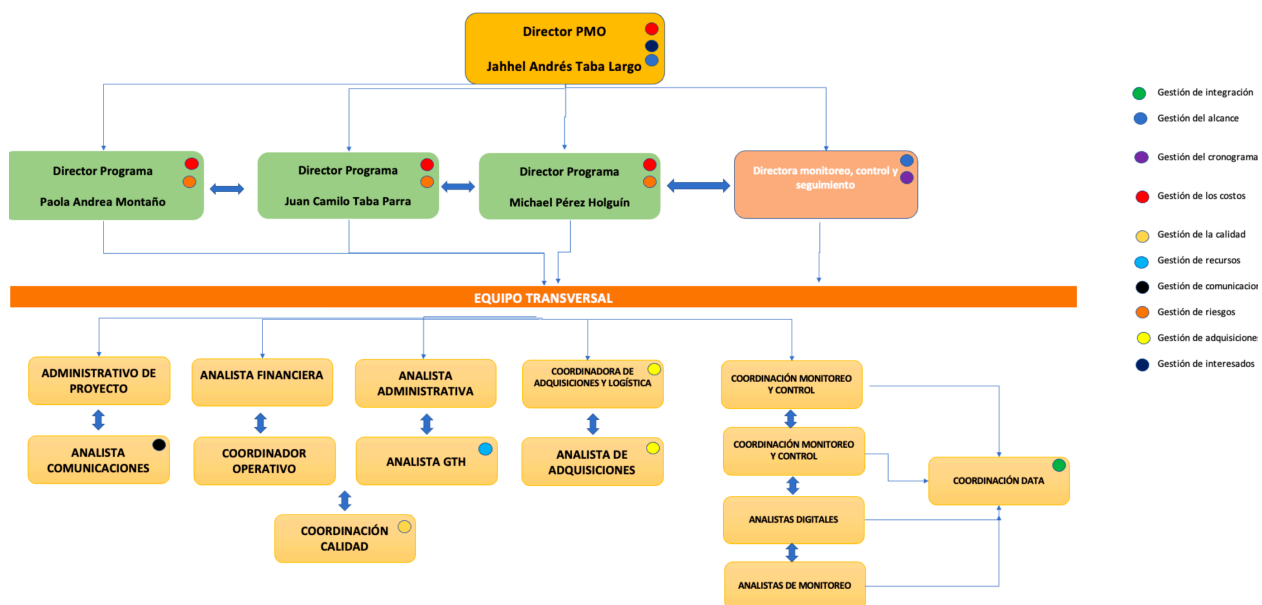 Director PMO
Jahhel Andrés Taba Largo
Director Programa
Paola Andrea Montaño
Director Programa
Juan Camilo Taba Parra
Director Programa
Michael Pérez Holguín
Directora monitoreo, control y
seguimiento
Gestión de integración
Gestión del alcance
Gestión del cronograma
Gestión de los costos
Gestión de la calidad
Gestión de recursos
Gestión de comunicacion
Gestión de riesgos
Gestión de adquisiciones
Gestión de interesados
EQUIPO TRANSVERSAL
ADMINISTRATIVO DE
PROYECTO
ANALISTA FINANCIERA
ANALISTA
ADMINISTRATIVA
COORDINADORA DE
ADQUISICIONES Y LOGÍSTICA
COORDINACIÓN MONITOREO
Y CONTROL
ANALISTA
COMUNICACIONES
COORDINADOR
OPERATIVO
ANALISTA GTH
ANALISTA DE
ADQUISICIONES
COORDINACIÓN MONITOREO
Y CONTROL
COORDINACIÓN DATA
COORDINACIÓN
CALIDAD
ANALISTAS DIGITALES
ANALISTAS DE MONITOREO